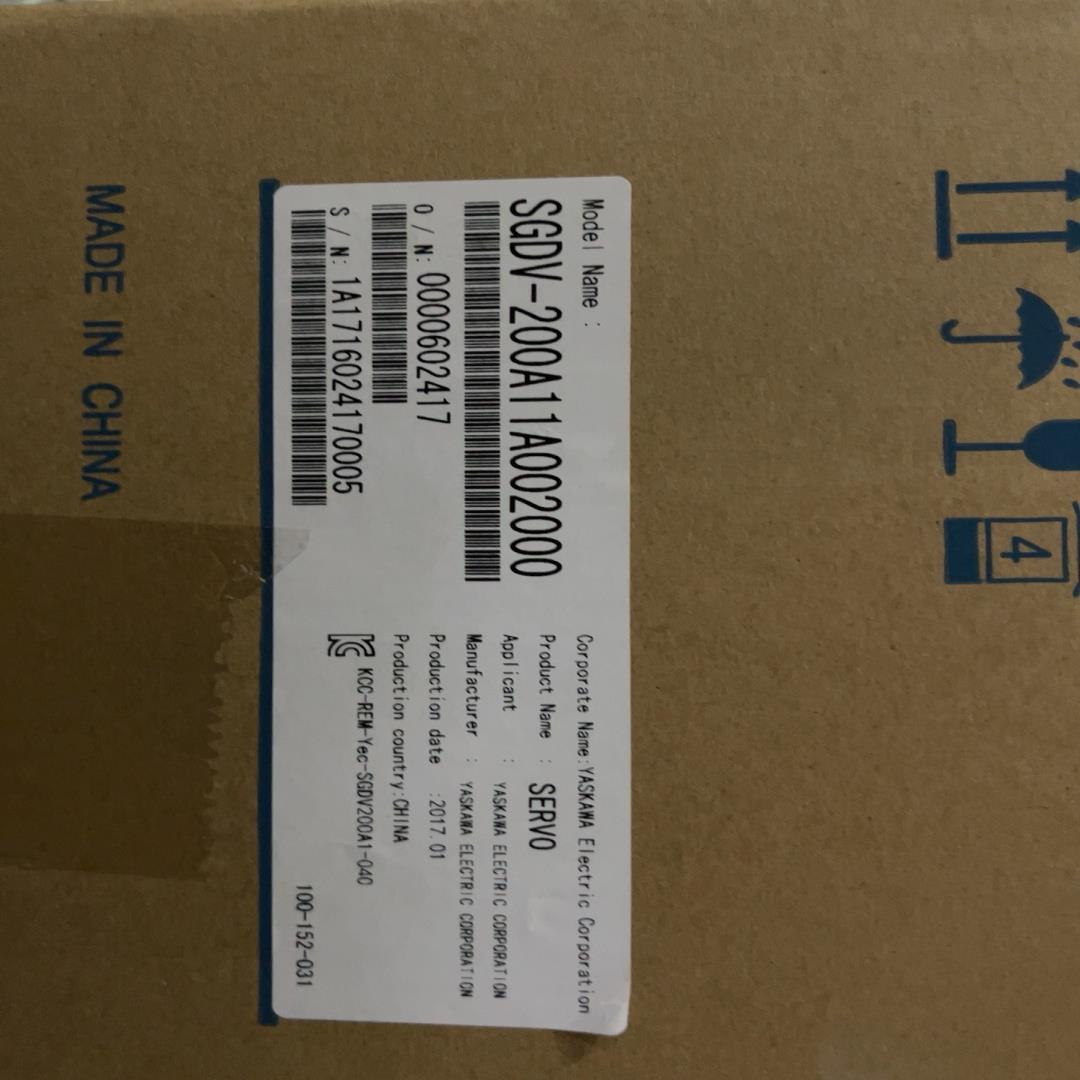 Model Name :
SGDV-200A11A002000
O / N: 0000602417
S / N: 1A1716024170005
Corporate Name:YASKAWA Electric Corporation
Product Name : SERVO
Applicant : YASKAWA ELECTRIC CORPORATION
Manufacturer : YASKAWA ELECTRIC CORPORATION
Production date :2017.01
Production country:CHINA
KCC-REM-Yec-SGDV200A1-040
100-152-031
MADE IN CHINA
4